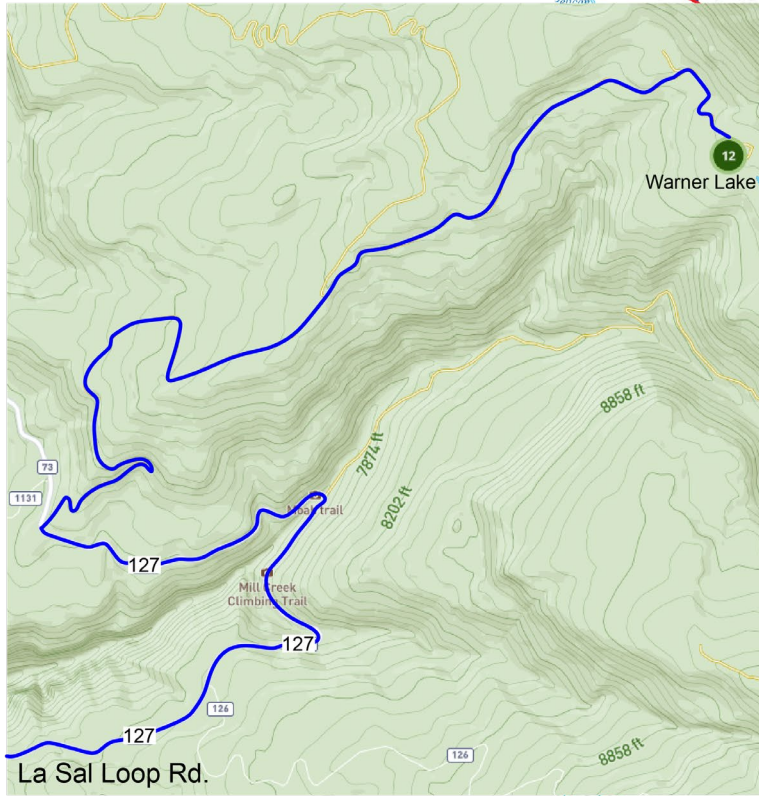 12
Warner Lake
8858 ft
7874 ft
73
1131
8202 ft
Moab trail
127
Mill Creek
Climbing Trail
127
126
127
126
8858 ft
La Sal Loop Rd.